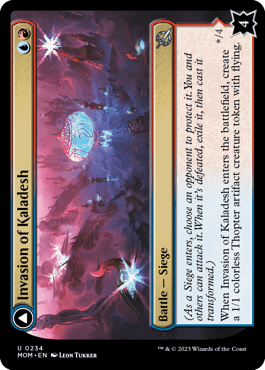 Invasion of Kaladesh
Battle — Siege
(As a Siege enters, choose an opponent to protect it. You and
others can attack it. When it's defeated, exile it, then cast it
transformed.)
When Invasion of Kaladesh enters the battlefield, create
a 1/1 colorless Thopter artifact creature token with flying.
*/4
4
U 0234
MOM • EN Leon Tukker
™ & © 2023 Wizards of the Coast